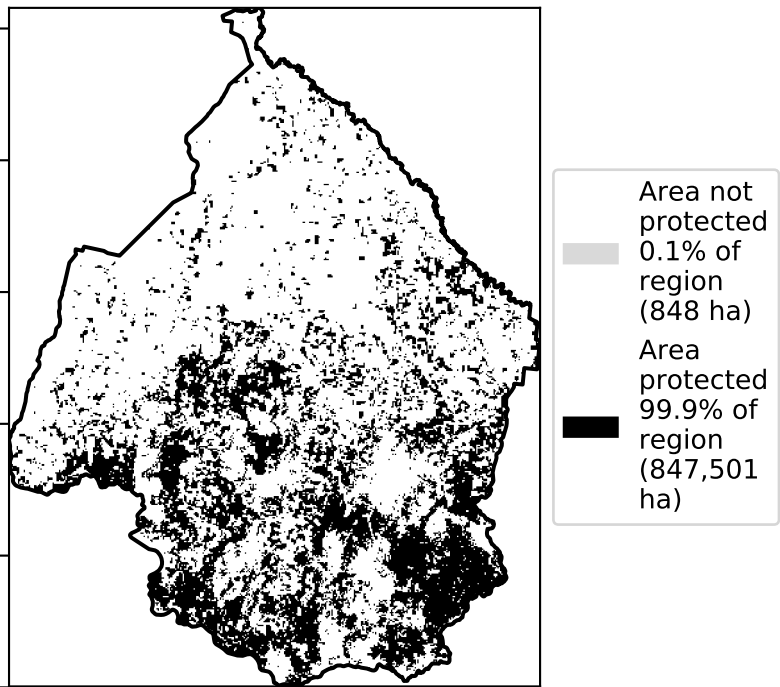 Area not
protected
0.1% of
region
(848 ha)
Area
protected
99.9% of
region
(847,501
ha)